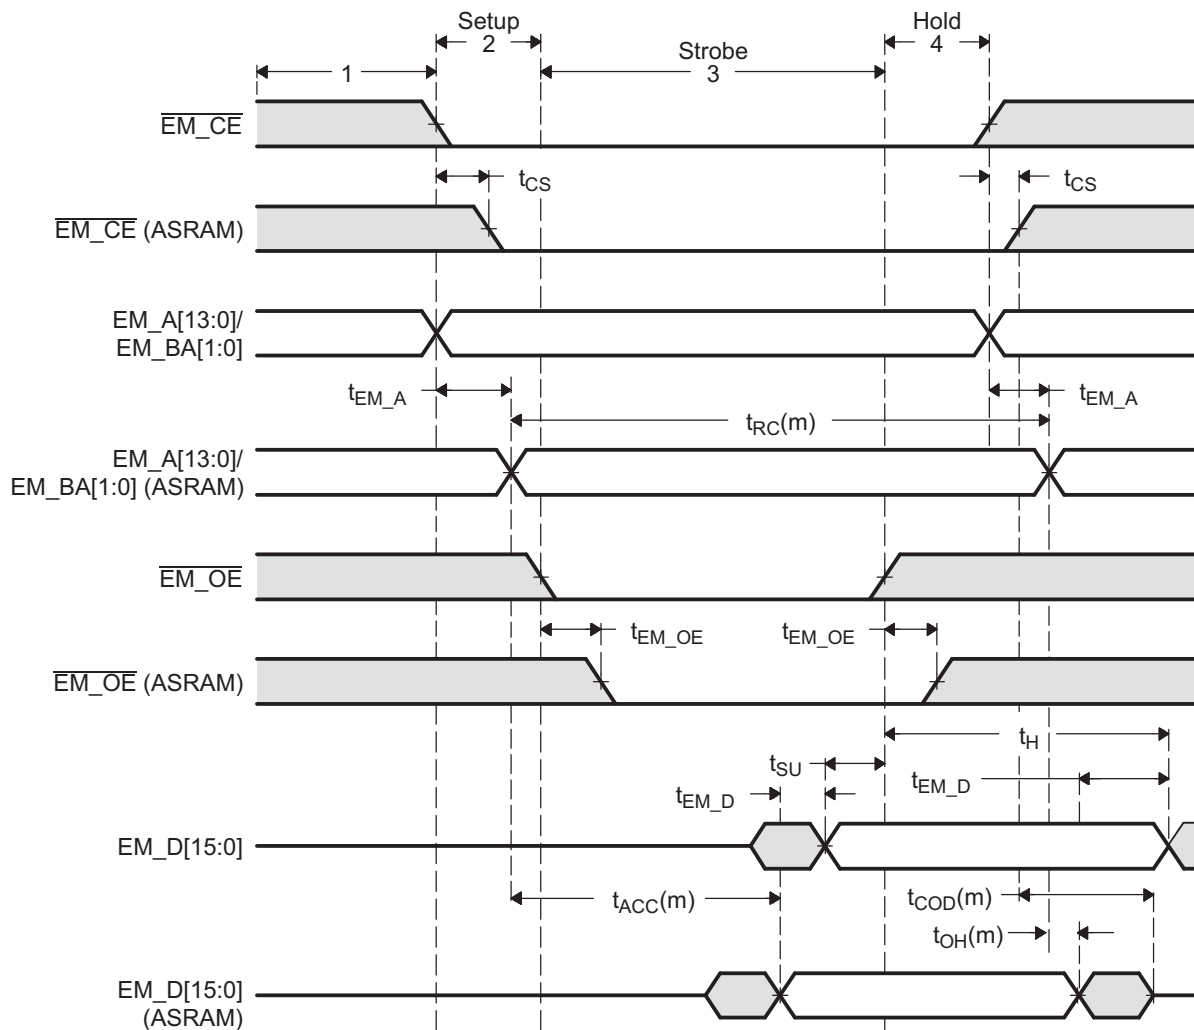 Setup
2
Hold
4
1
Strobe
3
EM_CE
tCS
tCS
EM_CE (ASRAM)
EM_A[13:0]/
EM_BA[1:0]
tEM_A
tEM_A
tRC(m)
EM_A[13:0]/
EM_BA[1:0] (ASRAM)
EM_OE
tEM_OE
tEM_OE
EM_OE (ASRAM)
tH
tSU
tEM_D
tEM_D
EM_D[15:0]
tACC(m)
tCOD(m)
tOH(m)
EM_D[15:0]
(ASRAM)